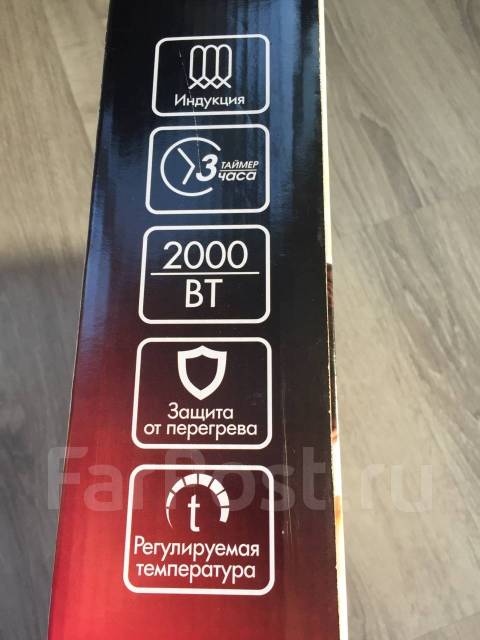 Индукция
3 ТАЙМЕР
часа
2000
ВТ
Защита
от перегрева
FarPost.ru
t
Регулируемая
температура